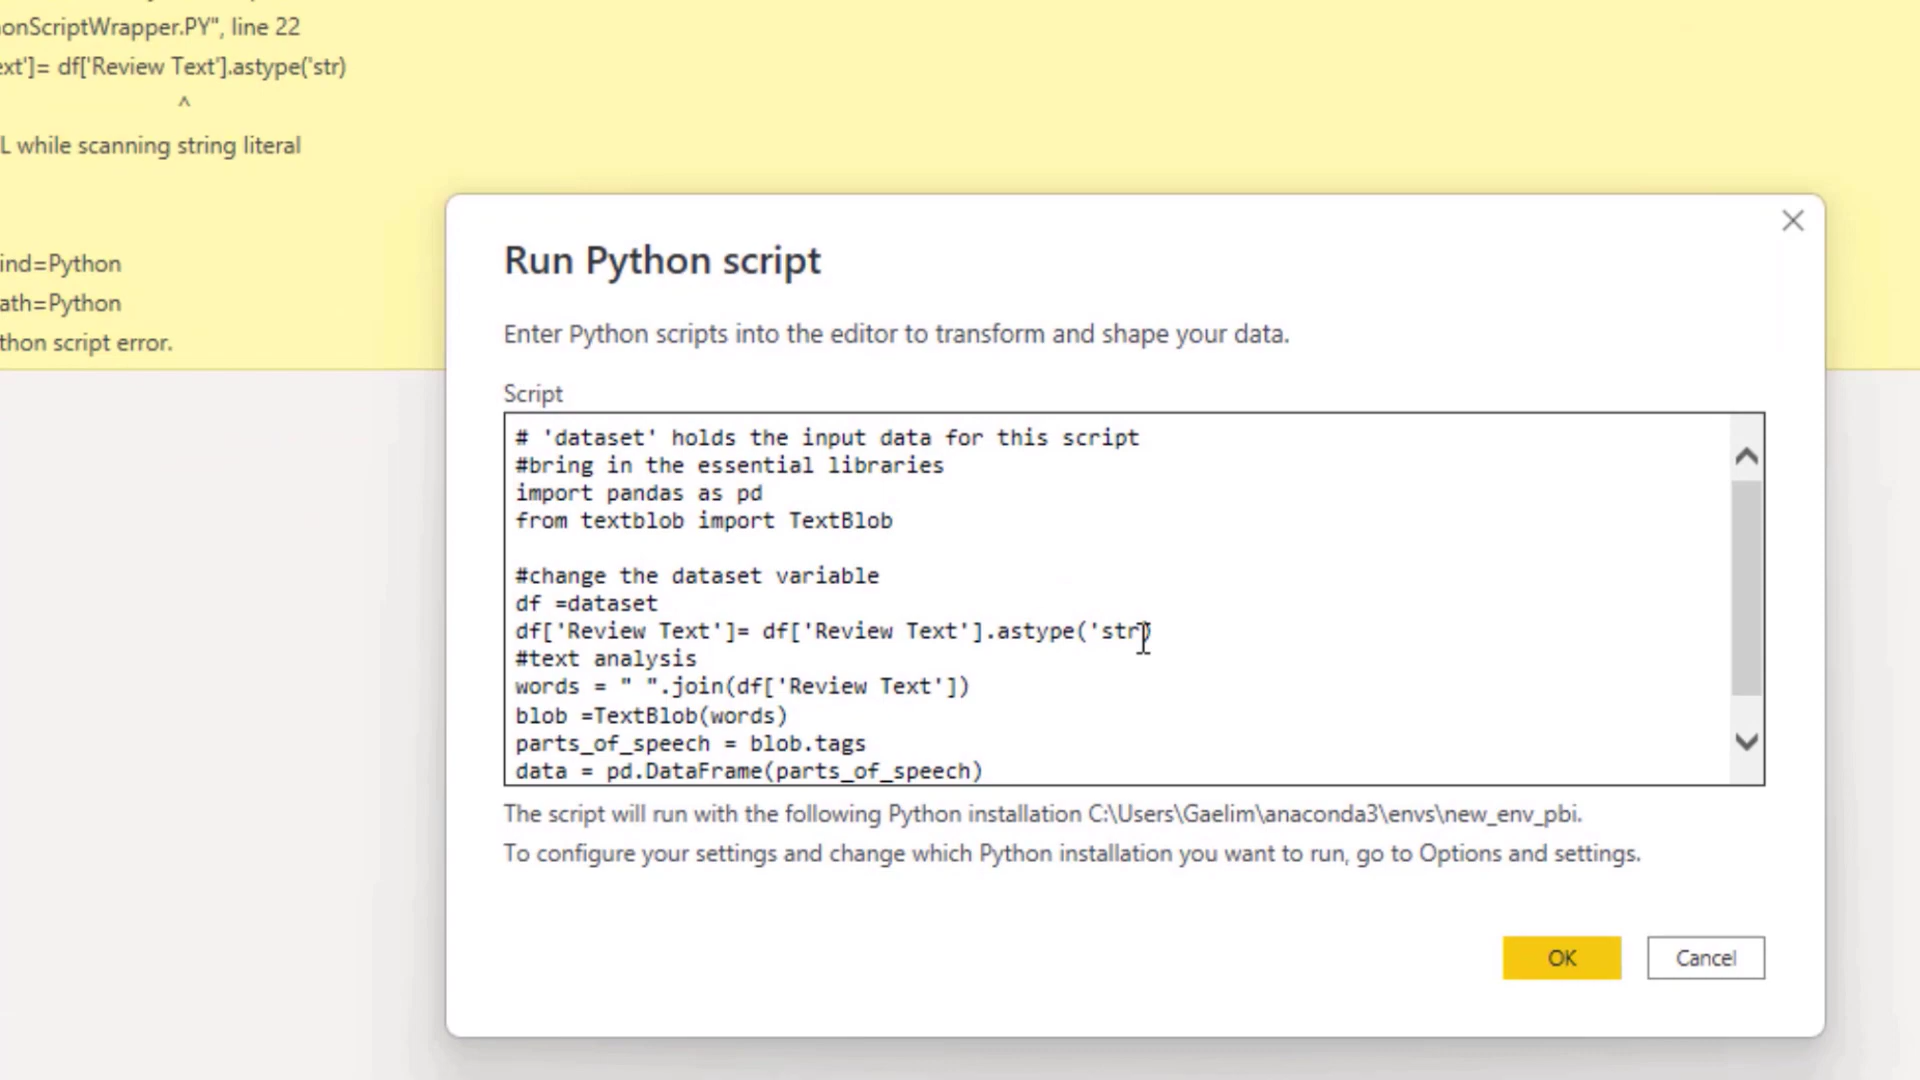 onScriptWrapper.PY", line 22
ext']= df['Review Text'].astype('str)
^
L while scanning string literal
ind=Python
ath=Python
thon script error.
Run Python script
Enter Python scripts into the editor to transform and shape your data.
Script
# 'dataset' holds the input data for this script
#bring in the essential libraries
import pandas as pd
from textblob import TextBlob
#change the dataset variable
df =dataset
df['Review Text']= df['Review Text'].astype('str)
#text analysis
words = " ".join(df['Review Text'])
blob =TextBlob(words)
parts_of_speech = blob.tags
data = pd.DataFrame(parts_of_speech)
The script will run with the following Python installation C:\Users\Gaelim\anaconda3\envs\new_env_pbi.
To configure your settings and change which Python installation you want to run, go to Options and settings.
OK
Cancel